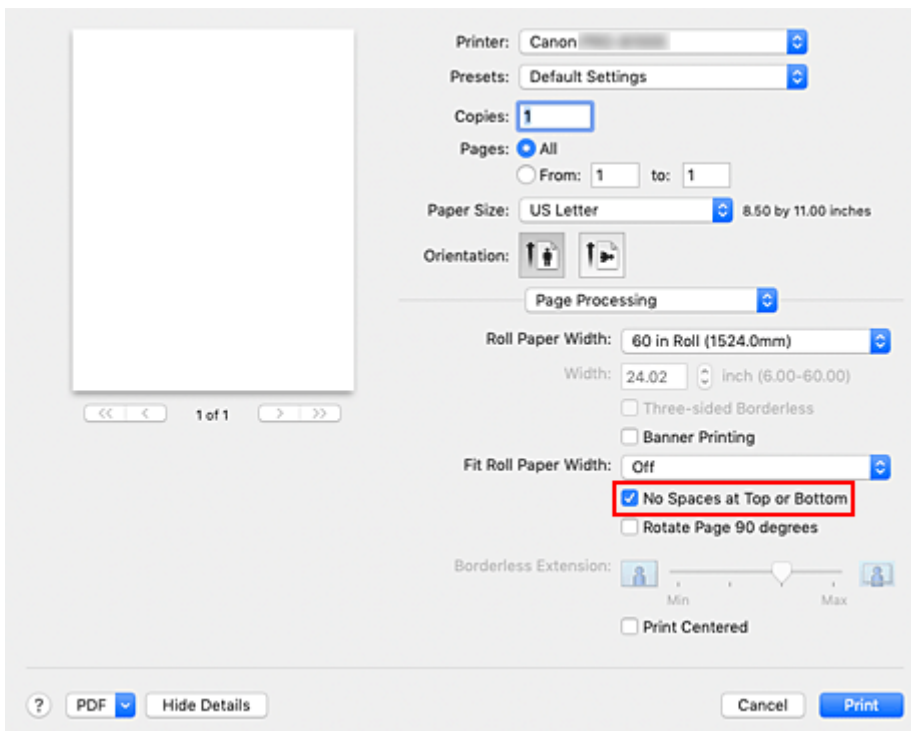 Printer: Canon
Presets: Default Settings
Copies: 1
Pages: All
From: 1 to: 1
Paper Size: US Letter 8.50 by 11.00 inches
Orientation:
Page Processing
Roll Paper Width: 60 in Roll (1524.0mm)
Width: 24.02 inch (6.00-60.00)
Three-sided Borderless
<< < 1 of 1 > >>
Banner Printing
Fit Roll Paper Width: Off
No Spaces at Top or Bottom
Rotate Page 90 degrees
Borderless Extension:
Min Max
Print Centered
? PDF Hide Details Cancel Print